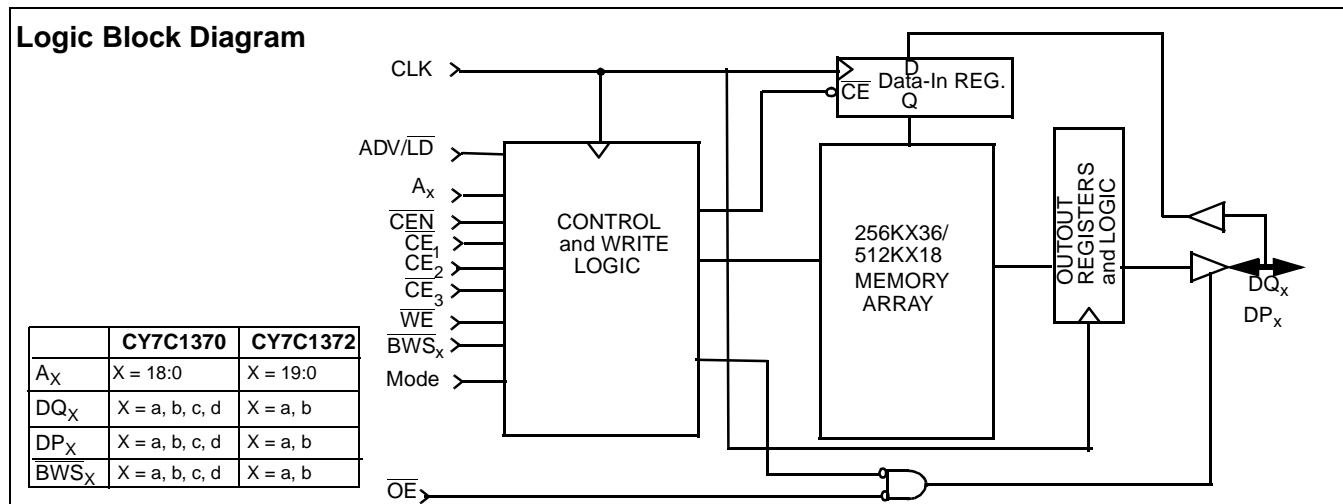 Logic Block Diagram
CLK
D
CE Data-In REG.
Q
ADV/LD
Ax
CEN
CE1
CE2
CE3
WE
BWSx
Mode
CONTROL
and WRITE
LOGIC
256KX36/
512KX18
MEMORY
ARRAY
OUTOUT
REGISTERS
and LOGIC
DQx
DPx
CY7C1370 CY7C1372
AX X = 18:0 X = 19:0
DQX X = a, b, c, d X = a, b
DPX X = a, b, c, d X = a, b
BWSX X = a, b, c, d X = a, b
OE